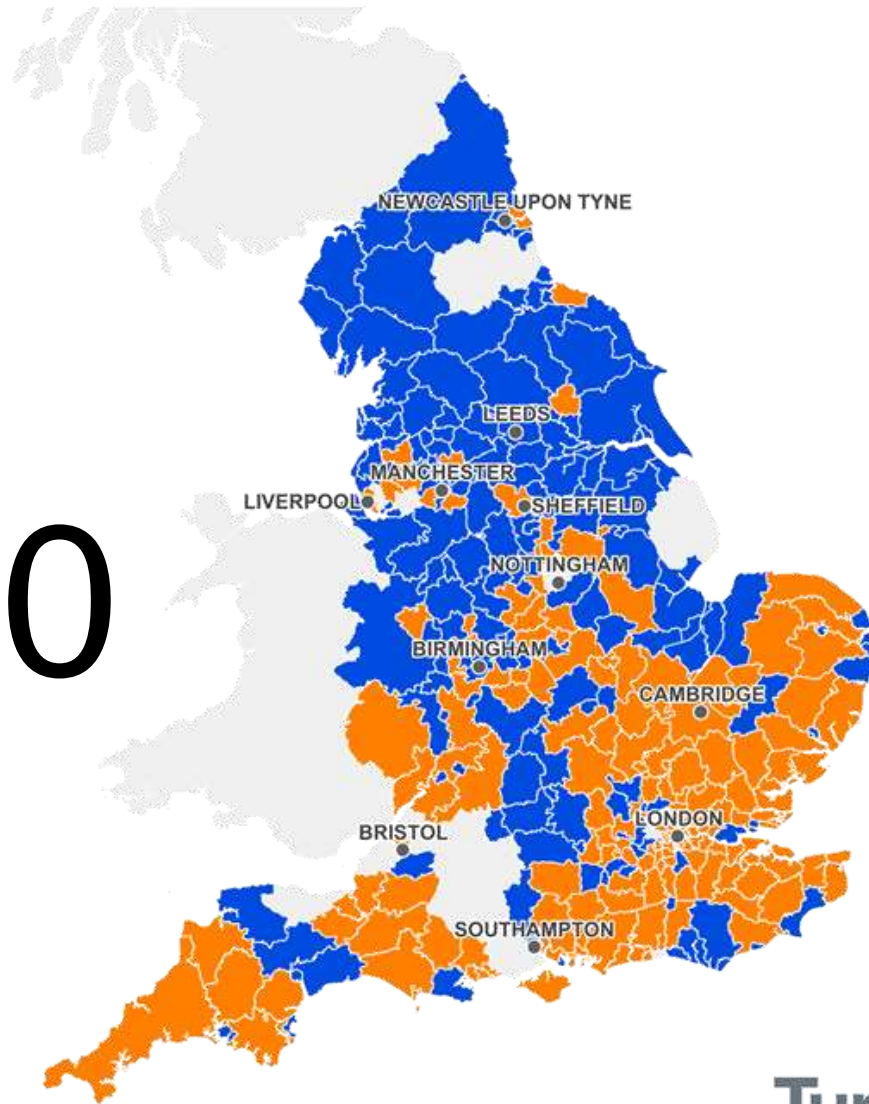 NEWCASTLE UPON TYNE
LEEDS
MANCHESTER
LIVERPOOL
SHEFFIELD
0
NOTTINGHAM
BIRMINGHAM
CAMBRIDGE
LONDON
BRISTOL
SOUTHAMPTON